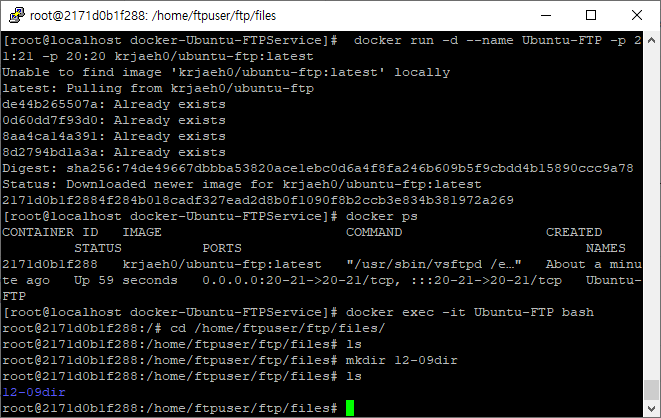 root@2171d0b1f288: /home/ftpuser/ftp/files
[root@localhost docker-Ubuntu-FTPService]#  docker run -d --name Ubuntu-FTP -p 2
1:21 -p 20:20 krjaeh0/ubuntu-ftp:latest
Unable to find image 'krjaeh0/ubuntu-ftp:latest' locally
latest: Pulling from krjaeh0/ubuntu-ftp
de44b265507a: Already exists
0d60dd7f93d0: Already exists
8aa4ca14a391: Already exists
8d2794bd1a3a: Already exists
Digest: sha256:74de49667dbbba53820ace1ebc0d6a4f8fa246b609b5f9cbdd4b15890ccc9a78
Status: Downloaded newer image for krjaeh0/ubuntu-ftp:latest
2171d0b1f2884f284b018cadf327ead2d8b0f1090f8b2ccb3e834b381972a269
[root@localhost docker-Ubuntu-FTPService]# docker ps
CONTAINER ID   IMAGE                       COMMAND                  CREATED
         STATUS         PORTS                                           NAMES
2171d0b1f288   krjaeh0/ubuntu-ftp:latest   "/usr/sbin/vsftpd /e…"   About a minu
te ago   Up 59 seconds   0.0.0.0:20-21->20-21/tcp, :::20-21->20-21/tcp   Ubuntu-
FTP
[root@localhost docker-Ubuntu-FTPService]# docker exec -it Ubuntu-FTP bash
root@2171d0b1f288:/# cd /home/ftpuser/ftp/files/
root@2171d0b1f288:/home/ftpuser/ftp/files# ls
root@2171d0b1f288:/home/ftpuser/ftp/files# mkdir 12-09dir
root@2171d0b1f288:/home/ftpuser/ftp/files# ls
12-09dir
root@2171d0b1f288:/home/ftpuser/ftp/files#